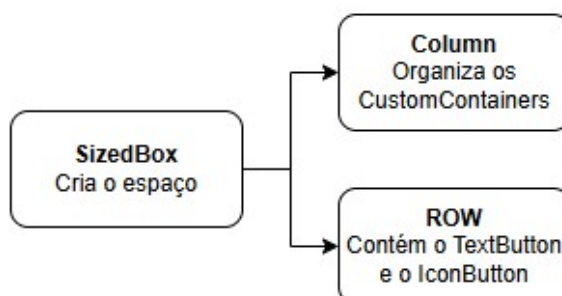 Column
Organiza os
CustomContainers
SizedBox
Cria o espaço
ROW
Contém o TextButton
e o IconButton